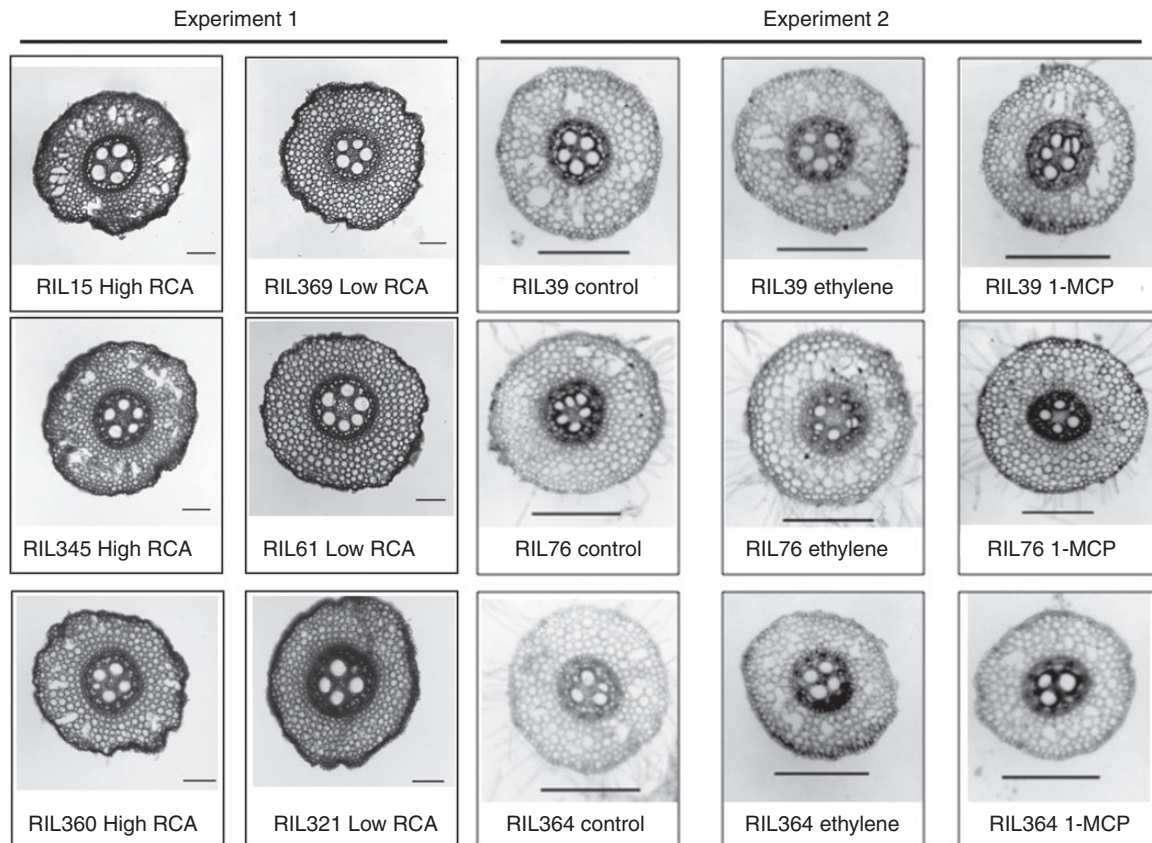 Experiment 1
Experiment 2
RIL15 High RCA
RIL369 Low RCA
RIL39 control
RIL39 ethylene
RIL39 1-MCP
RIL345 High RCA
RIL61 Low RCA
RIL76 control
RIL76 ethylene
RIL76 1-MCP
RIL360 High RCA
RIL321 Low RCA
RIL364 control
RIL364 ethylene
RIL364 1-MCP